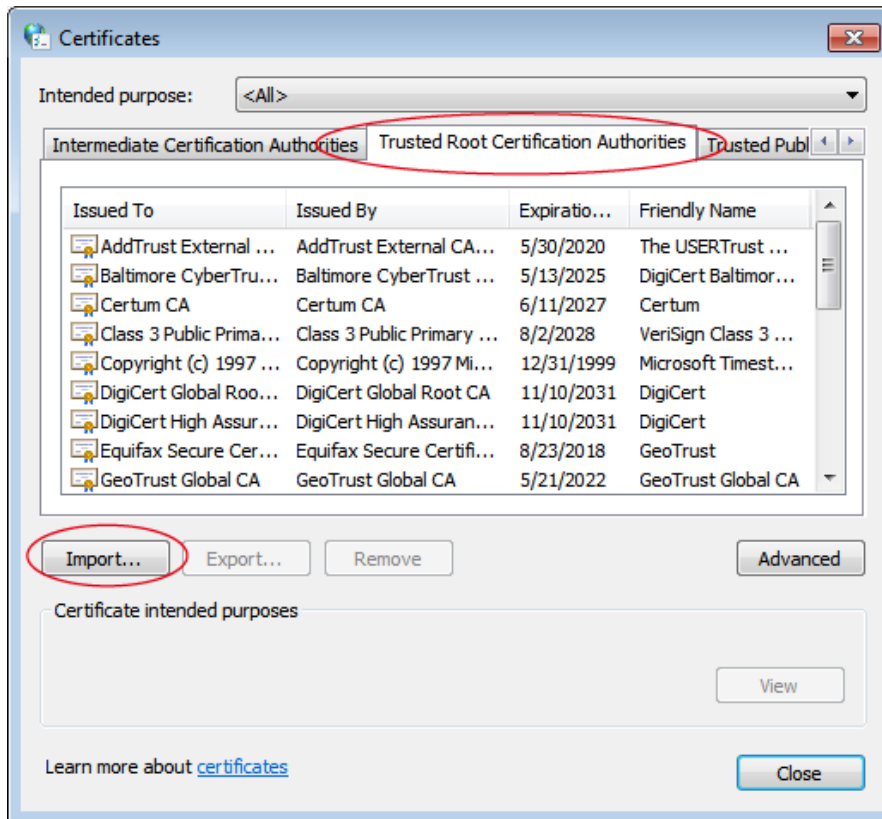 Certificates
Intended purpose: <All>
Intermediate Certification Authorities Trusted Root Certification Authorities Trusted Publ
Issued To Issued By Expiratio... Friendly Name
AddTrust External ... AddTrust External CA... 5/30/2020 The USERTrust ...
Baltimore CyberTru... Baltimore CyberTrust ... 5/13/2025 DigiCert Baltimor...
Certum CA Certum CA 6/11/2027 Certum
Class 3 Public Prima... Class 3 Public Primary ... 8/2/2028 VeriSign Class 3 ...
Copyright (c) 1997 ... Copyright (c) 1997 Mi... 12/31/1999 Microsoft Timest...
DigiCert Global Roo... DigiCert Global Root CA 11/10/2031 DigiCert
DigiCert High Assur... DigiCert High Assuran... 11/10/2031 DigiCert
Equifax Secure Cer... Equifax Secure Certifi... 8/23/2018 GeoTrust
GeoTrust Global CA GeoTrust Global CA 5/21/2022 GeoTrust Global CA
Import... Export... Remove Advanced
Certificate intended purposes
View
Learn more about certificates
Close